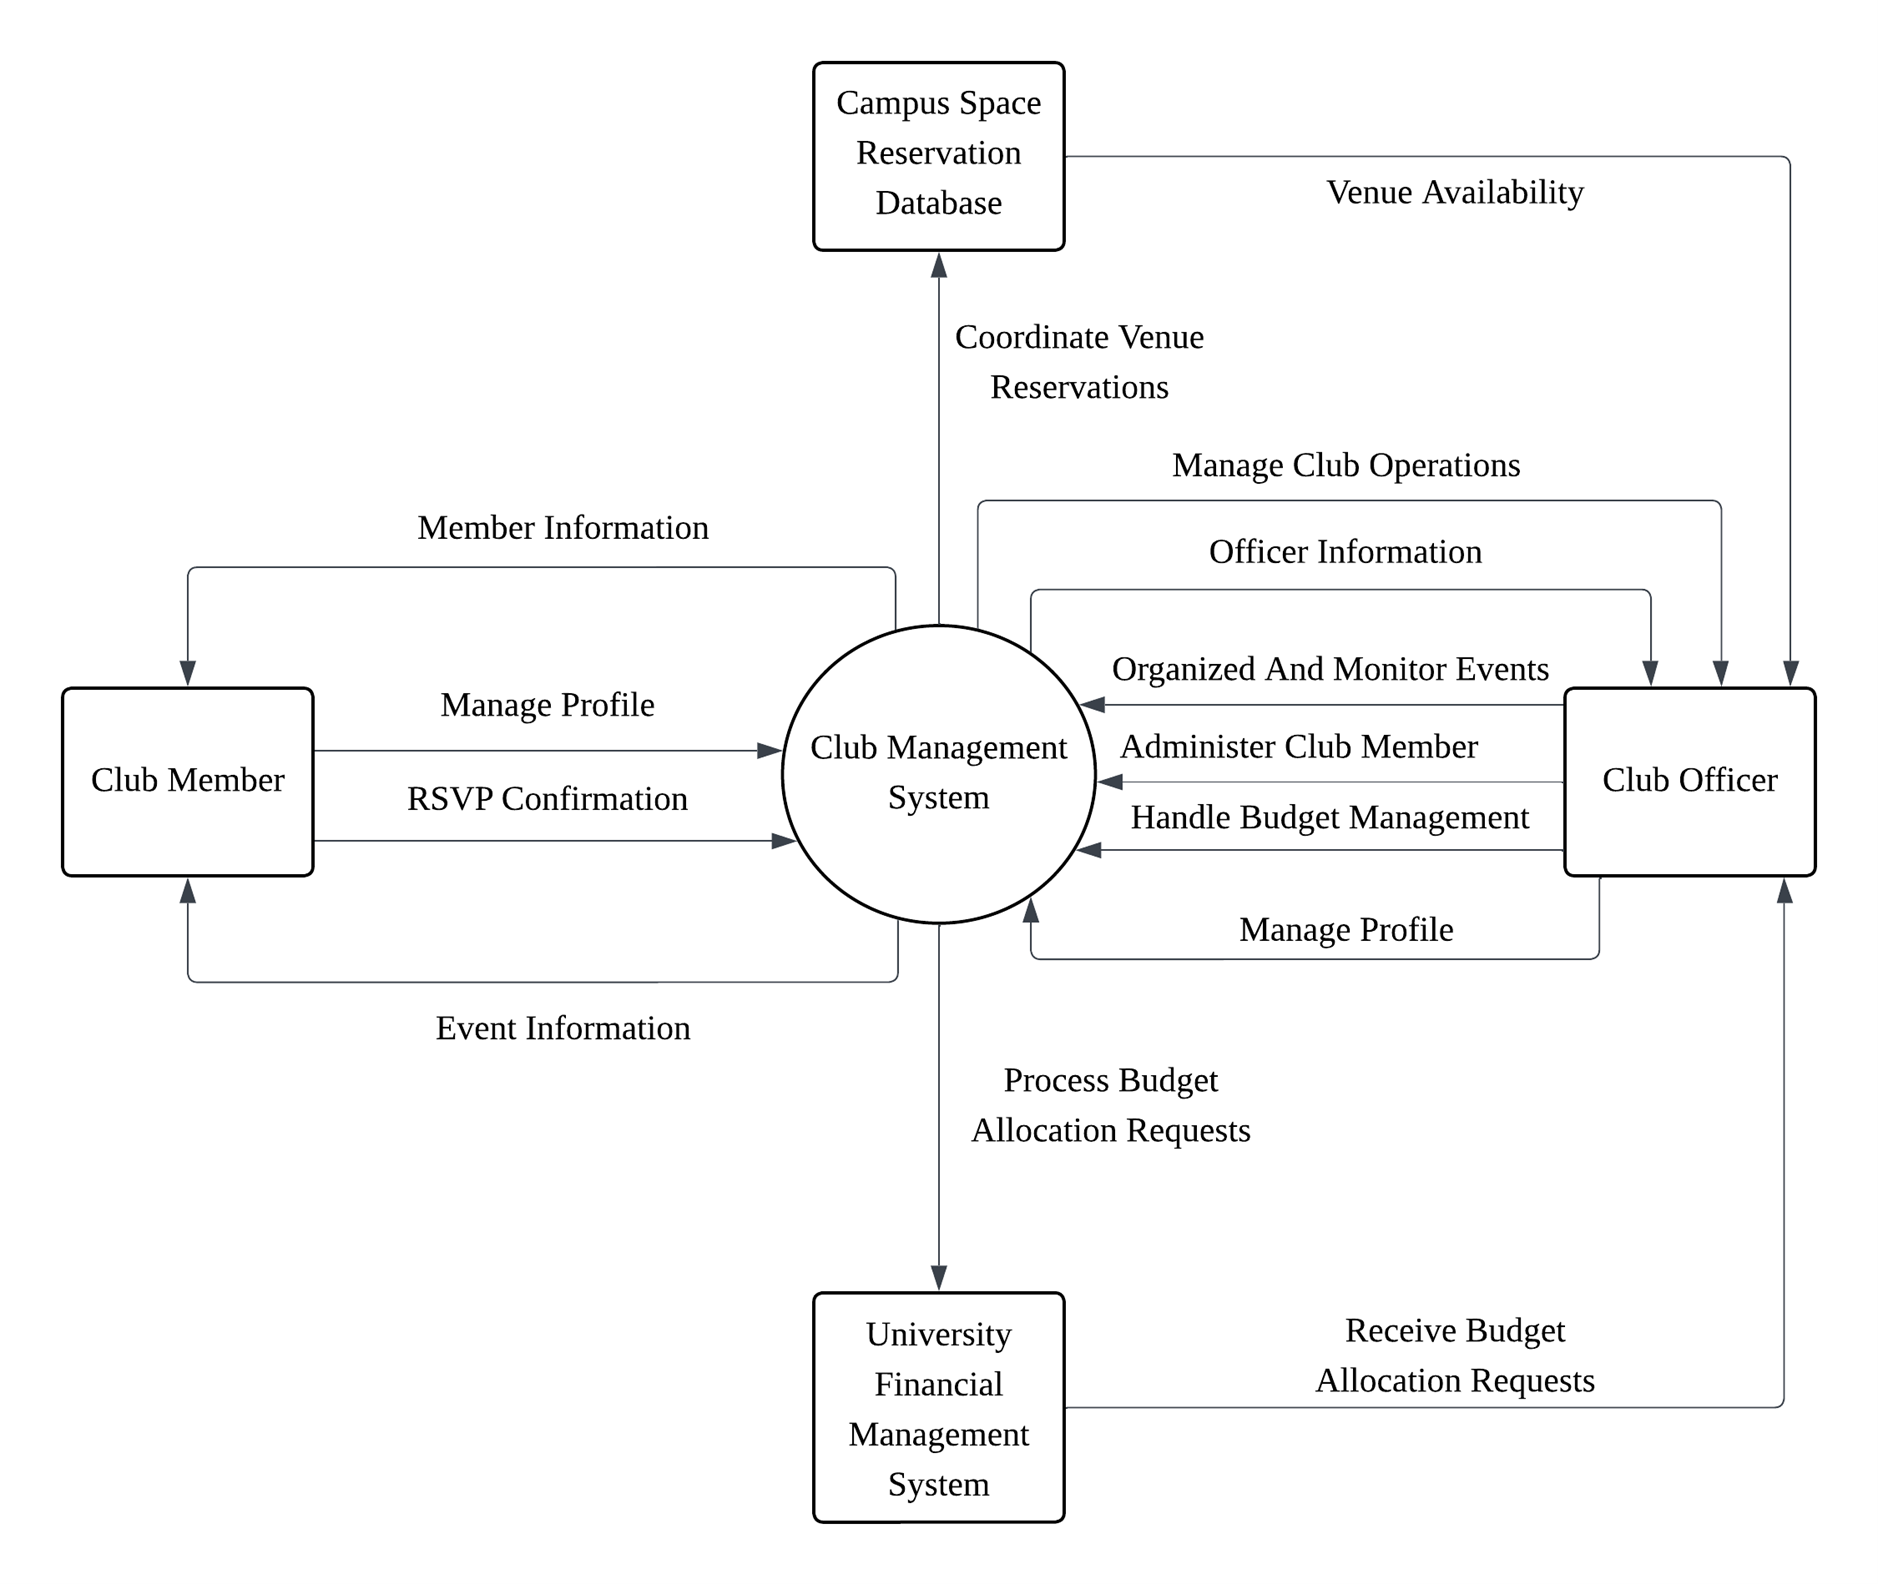 Campus Space
Reservation
Database
Venue Availability
Coordinate Venue
Reservations
Manage Club Operations
Member Information
Officer Information
Organized And Monitor Events
Manage Profile
Club Management
System
Administer Club Member
Club Member
RSVP Confirmation
Handle Budget Management
Club Officer
Manage Profile
Event Information
Process Budget
Allocation Requests
University
Financial
Management
System
Receive Budget
Allocation Requests